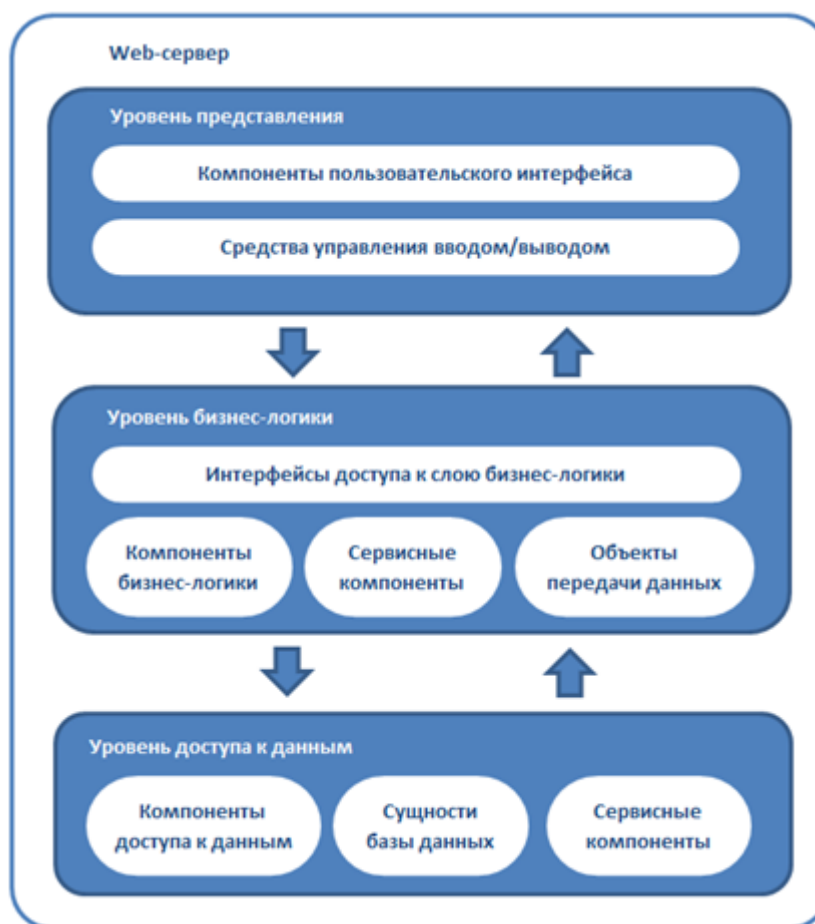 Web-сервер
Уровень представления
Компоненты пользовательского интерфейса
Средства управления вводом/выводом
Уровень бизнес-логики
Интерфейсы доступа к слою бизнес-логики
Компоненты
бизнес-логики
Сервисные
компоненты
Объекты
передачи данных
Уровень доступа к данным
Компоненты
доступа к данным
Сущности
базы данных
Сервисные
компоненты